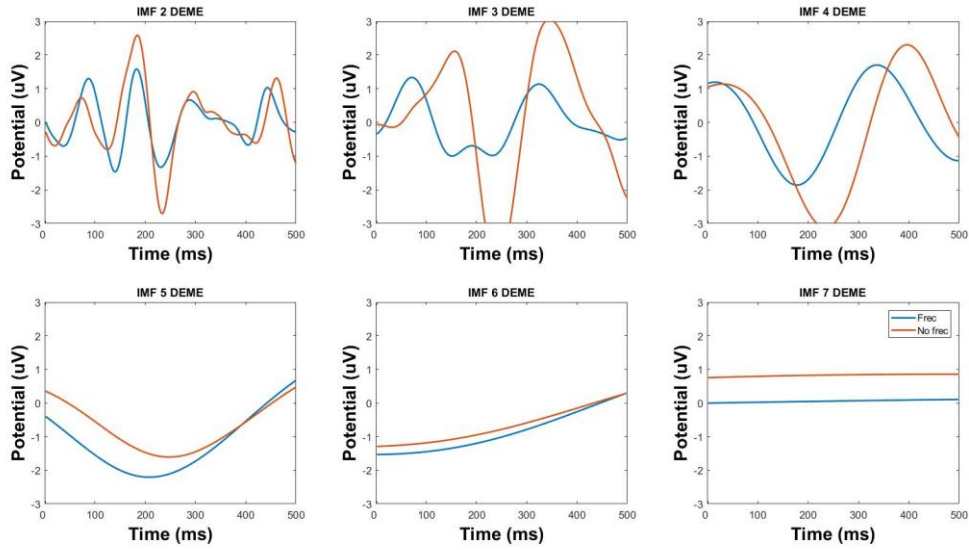 IMF 2 DEME
3
2
1
0
-1
-2
-3
0 100 200 300 400 500
Potential (uV)
Time (ms)
IMF 3 DEME
3
2
1
0
-1
-2
-3
0 100 200 300 400 500
Potential (uV)
Time (ms)
IMF 4 DEME
3
2
1
0
-1
-2
-3
0 100 200 300 400 500
Potential (uV)
Time (ms)
IMF 5 DEME
3
2
1
0
-1
-2
-3
0 100 200 300 400 500
Potential (uV)
Time (ms)
IMF 6 DEME
3
2
1
0
-1
-2
-3
0 100 200 300 400 500
Potential (uV)
Time (ms)
IMF 7 DEME
3
2
1
0
-1
-2
-3
0 100 200 300 400 500
Potential (uV)
Time (ms)
Frec
No frec